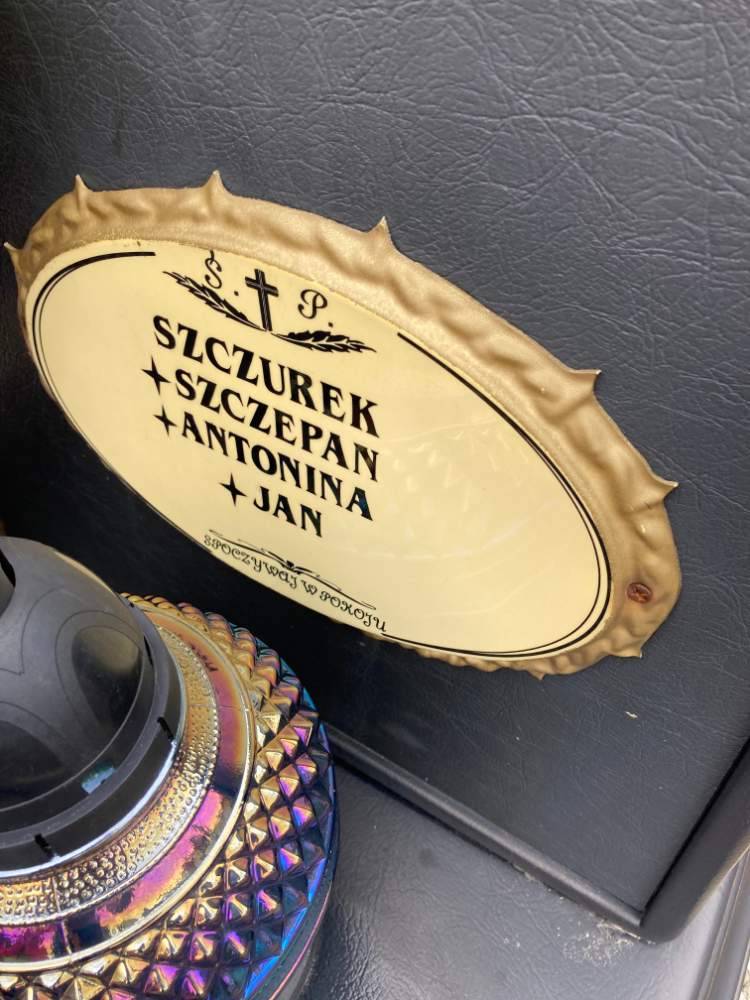 Ś. P.
SZCZUREK
SZCZEPAN
ANTONINA
JAN
SPOCZYWAJ W POKOJU